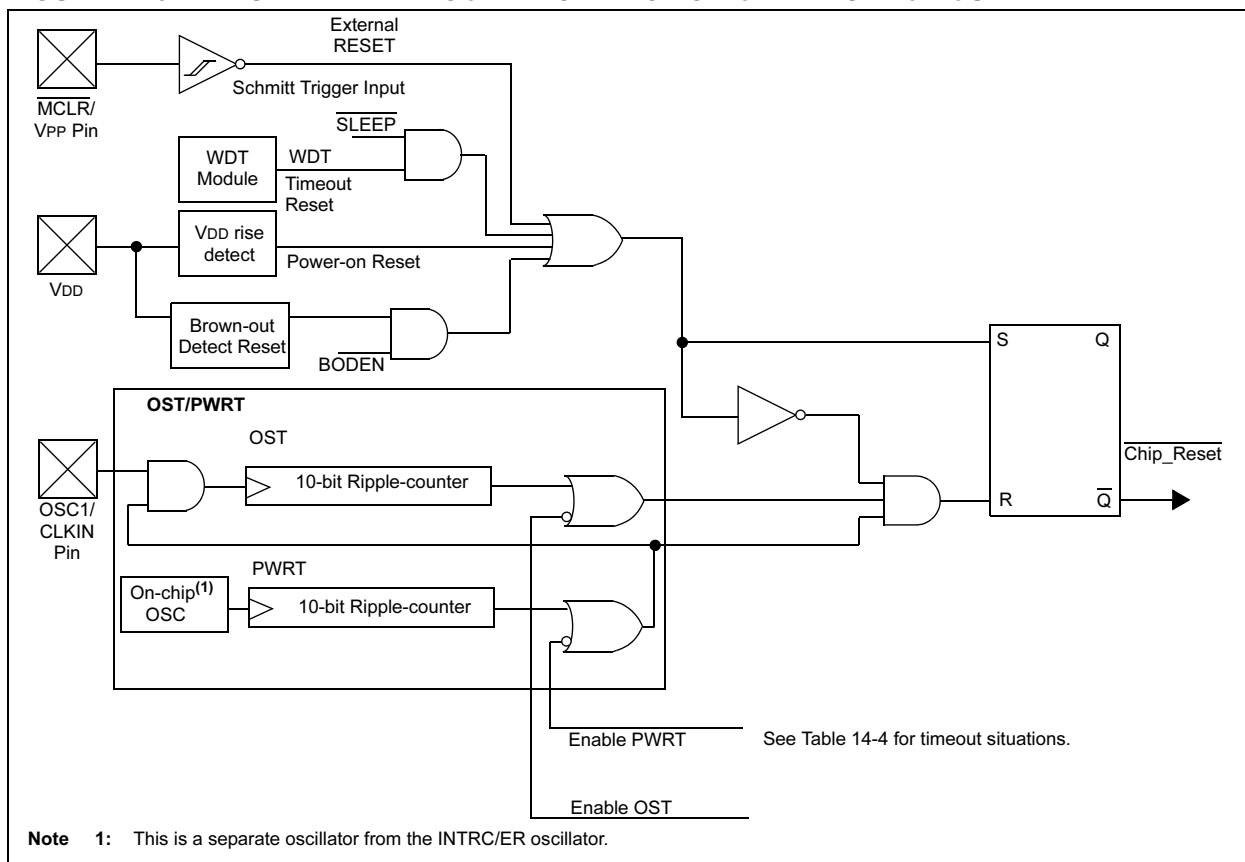 External
RESET
Schmitt Trigger Input
MCLR/
VPP Pin
SLEEP
WDT
Module
WDT
Timeout
Reset
VDD rise
detect
Power-on Reset
VDD
Brown-out
Detect Reset
BODEN
S
Q
OST/PWRT
OST
10-bit Ripple-counter
OSC1/
CLKIN
Pin
Chip_Reset
R
Q
PWRT
On-chip(1)
OSC
10-bit Ripple-counter
Enable PWRT
See Table 14-4 for timeout situations.
Enable OST
Note 1: This is a separate oscillator from the INTRC/ER oscillator.